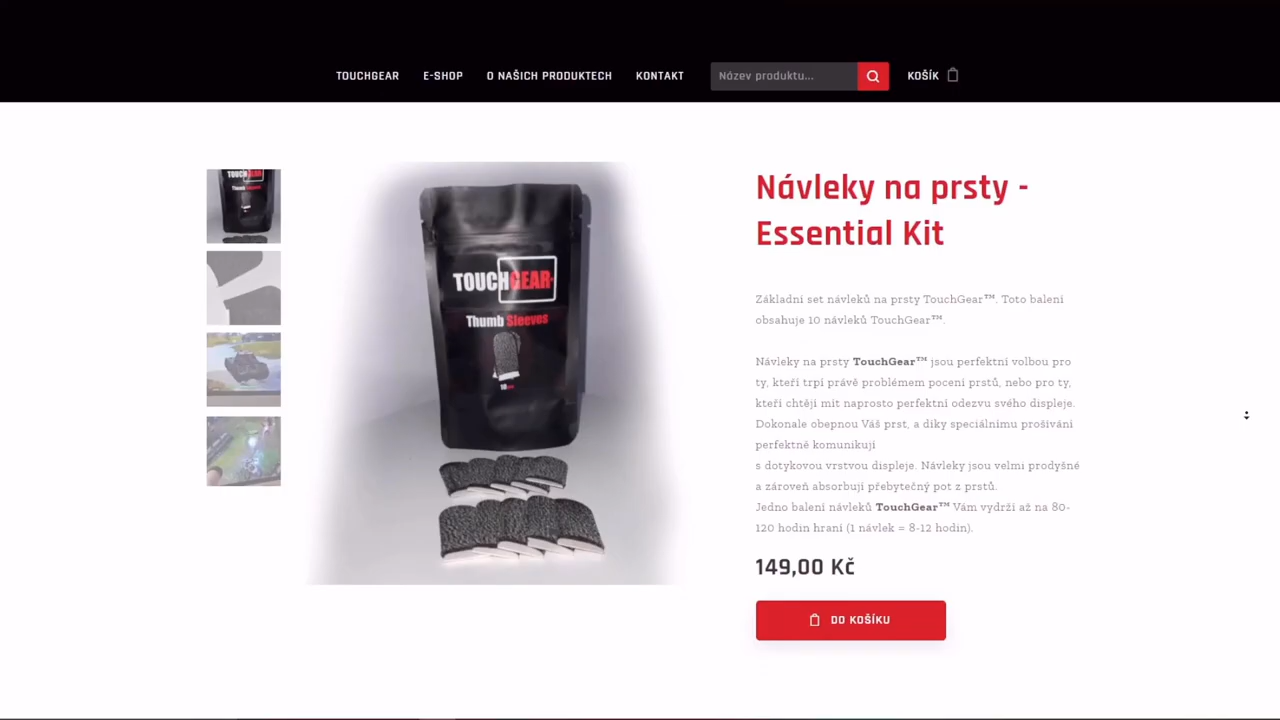 TOUCHGEAR E-SHOP O NAŠICH PRODUKTECH KONTAKT Název produktu... KOŠÍK
Návleky na prsty -
Essential Kit
TOUCHGEAR
Thumb Sleeves
Základní set návleků na prsty TouchGear™. Toto balení
obsahuje 10 návleků TouchGear™.
Návleky na prsty TouchGear™ jsou perfektní volbou pro
ty, kteří trpí právě problémem pocení prstů, nebo pro ty,
kteří chtějí mít naprosto perfektní odezvu svého displeje.
Dokonale obepnou Váš prst, a díky speciálnímu prošívání
perfektně komunikují
s dotykovou vrstvou displeje. Návleky jsou velmi prodyšné
a zároveň absorbují přebytečný pot z prstů.
Jedno balení návleků TouchGear™ Vám vydrží až na 80-
120 hodin hraní (1 návlek = 8-12 hodin).
149,00 Kč
DO KOŠÍKU